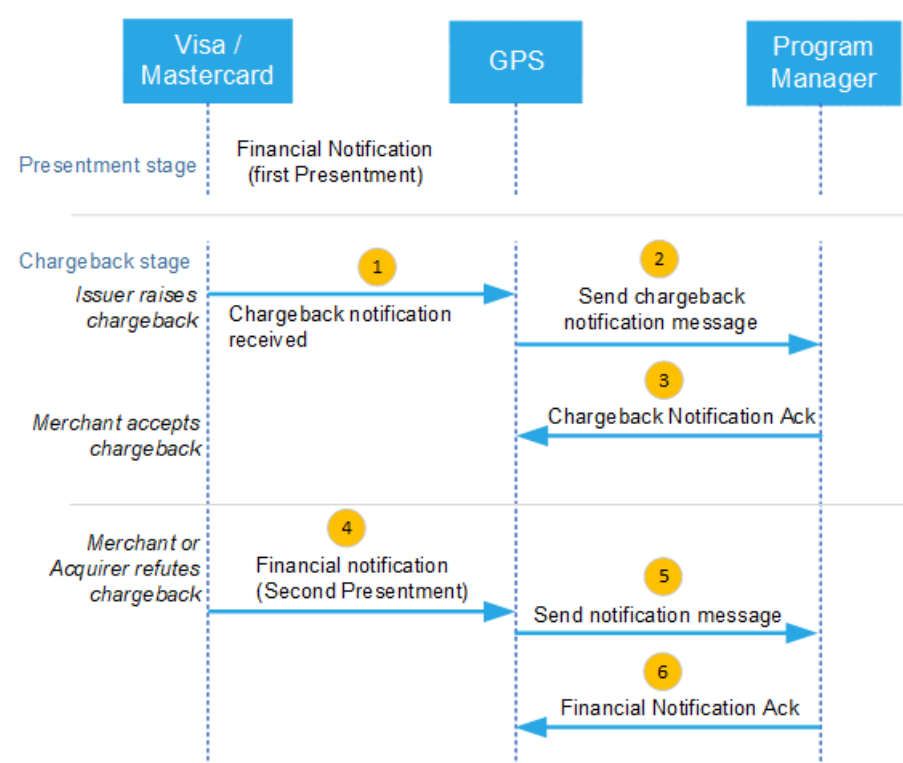 Visa /
Mastercard
GPS
Program
Manager
Presentment stage
Financial Notification
(first Presentment)
Chargeback stage
Issuer raises
chargeback
1
Chargeback notification
received
2
Send chargeback
notification message
3
Chargeback Notification Ack
Merchant accepts
chargeback
Merchant or
Acquirer refutes
chargeback
4
Financial notification
(Second Presentment)
5
Send notification message
6
Financial Notification Ack